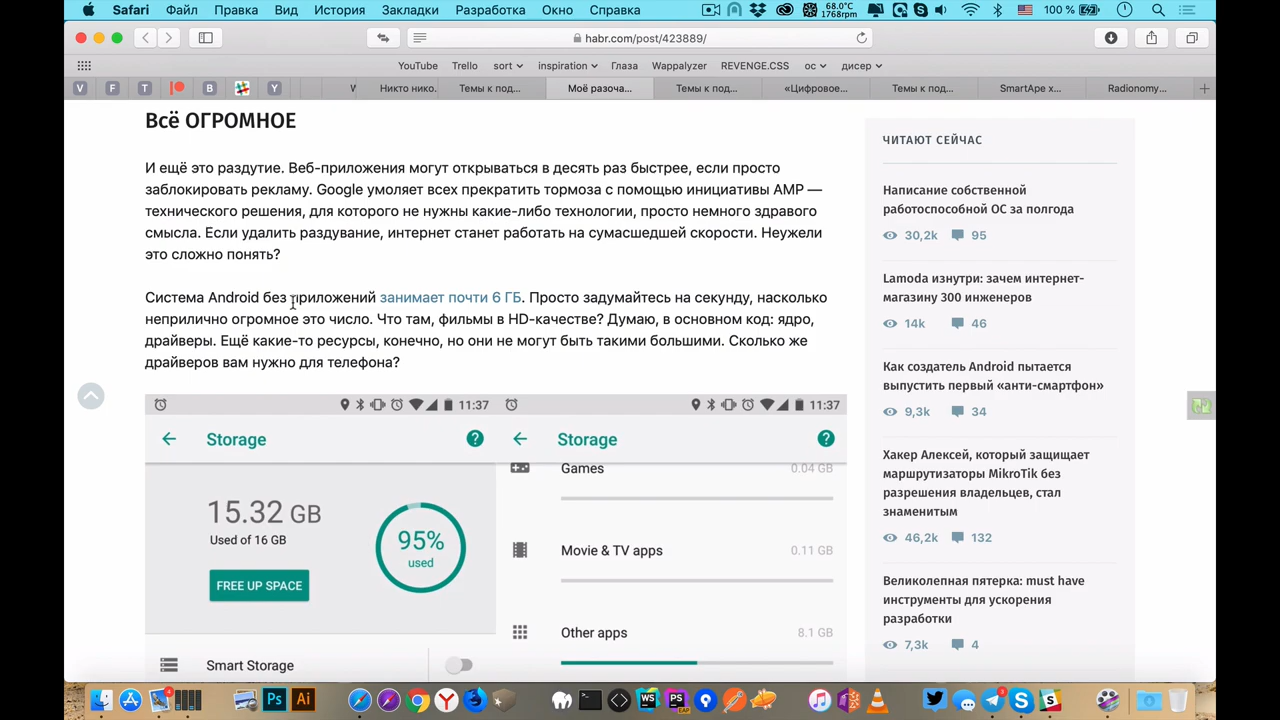 Safari Файл Правка Вид История Закладки Разработка Окно Справка 68.0°C 1768rpm 100 %
habr.com/post/423889/
YouTube Trello sort inspiration Глаза Wappalyzer REVENGE.CSS ос дисер
V F T B Y Никто нико... Темы к под... Моё разоча... Темы к под... «Цифровое... Темы к под... SmartApe х... Radionomy...
Всё ОГРОМНОЕ
И ещё это раздутие. Веб-приложения могут открываться в десять раз быстрее, если просто
заблокировать рекламу. Google умоляет всех прекратить тормоза с помощью инициативы AMP —
технического решения, для которого не нужны какие-либо технологии, просто немного здравого
смысла. Если удалить раздувание, интернет станет работать на сумасшедшей скорости. Неужели
это сложно понять?
Система Android без приложений занимает почти 6 ГБ. Просто задумайтесь на секунду, насколько
неприлично огромное это число. Что там, фильмы в HD-качестве? Думаю, в основном код: ядро,
драйверы. Ещё какие-то ресурсы, конечно, но они не могут быть такими большими. Сколько же
драйверов вам нужно для телефона?
11:37
Storage
15.32 GB
Used of 16 GB
95%
used
FREE UP SPACE
Smart Storage
11:37
Storage
Games 0.04 GB
Movie & TV apps 0.11 GB
Other apps 8.1 GB
ЧИТАЮТ СЕЙЧАС
Написание собственной
работоспособной ОС за полгода
30,2k 95
Lamoda изнутри: зачем интернет-
магазину 300 инженеров
14k 46
Как создатель Android пытается
выпустить первый «анти-смартфон»
9,3k 34
Хакер Алексей, который защищает
маршрутизаторы MikroTik без
разрешения владельцев, стал
знаменитым
46,2k 132
Великолепная пятерка: must have
инструменты для ускорения
разработки
7,3k 4
Ps Ai WS PS EAP